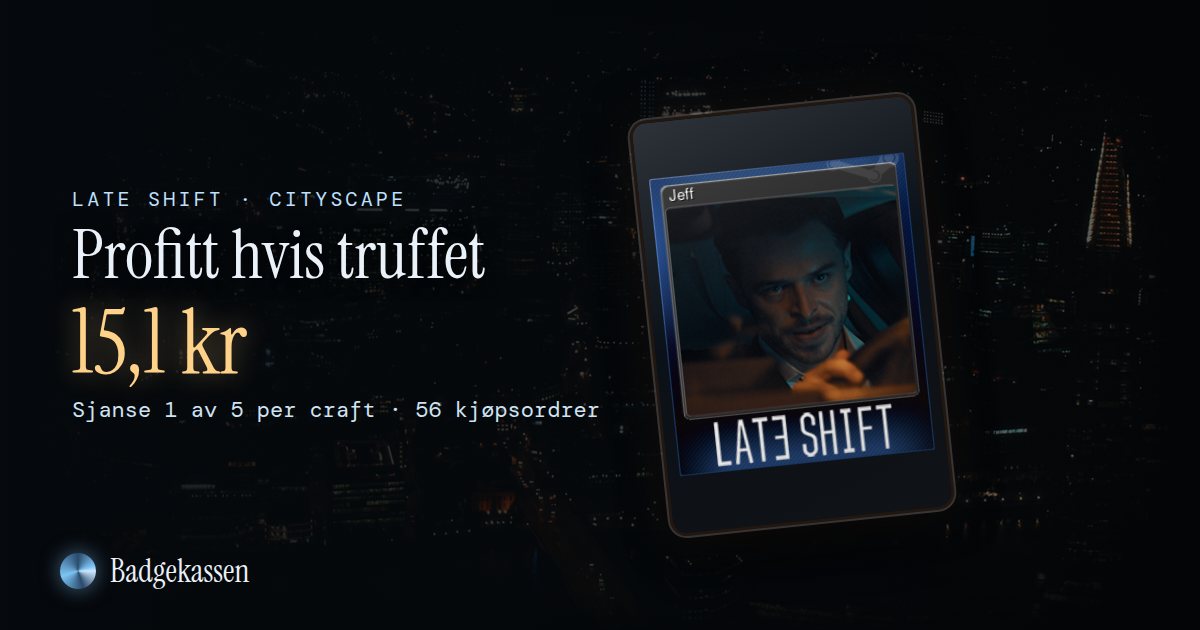 LATE SHIFT · CITYSCAPE
Profitt hvis truffet
15,1 kr
Sjanse 1 av 5 per craft · 56 kjøpsordrer
Jeff
LATE SHIFT
Badgekassen